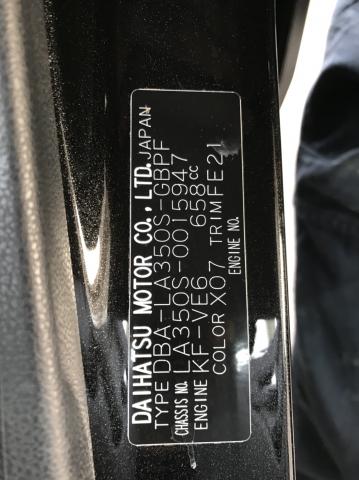 DAIHATSU MOTOR CO., LTD. JAPAN
TYPE DBA-LA350S-GBPF
CHASSIS NO. LA350S-0015947
ENGINE KF-VE6 658cc
COLOR X07 TRIM FE21
ENGINE NO.